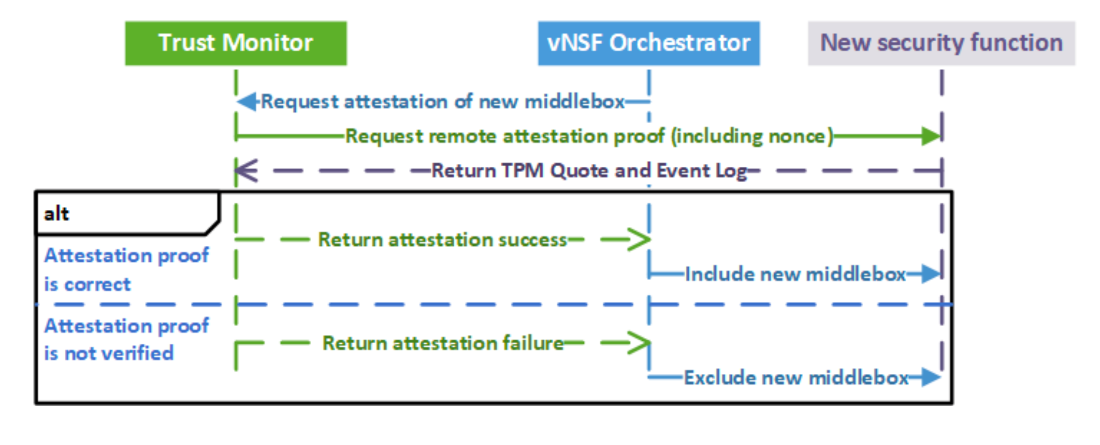 Trust Monitor
vNSF Orchestrator
New security function
Request attestation of new middlebox
Request remote attestation proof (including nonce)
Return TPM Quote and Event Log
alt
Attestation proof
is correct
Return attestation success
Include new middlebox
Attestation proof
is not verified
Return attestation failure
Exclude new middlebox